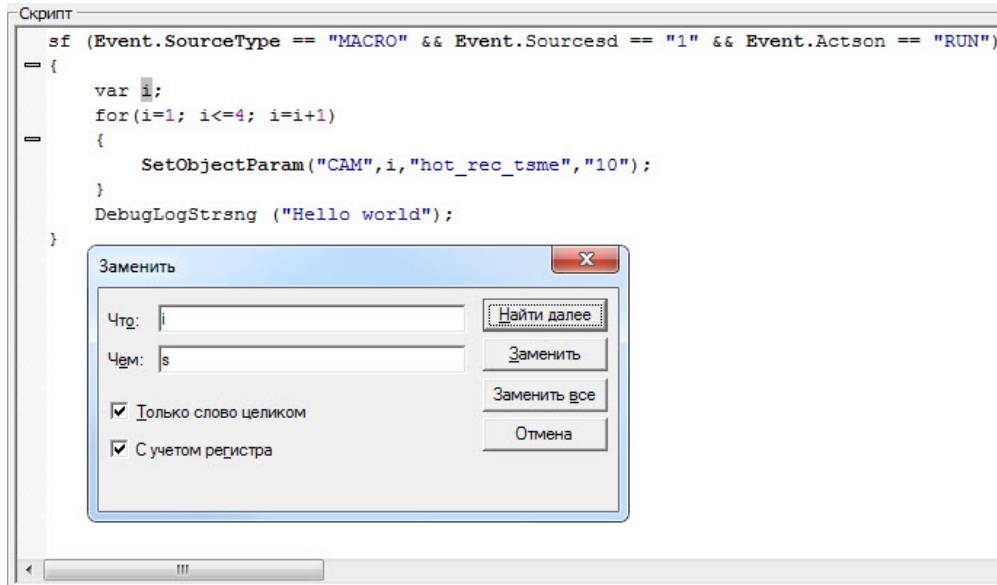 Скрипт
sf (Event.SourceType == "MACRO" && Event.Sourcesd == "1" && Event.Actson == "RUN")
{
var i;
for(i=1; i<=4; i=i+1)
{
SetObjectParam("CAM",i,"hot_rec_tsme","10");
}
DebugLogStrsng ("Hello world");
}
Заменить
Что: i
Найти далее
Чем: s
Заменить
Заменить все
Только слово целиком
Отмена
С учетом регистра